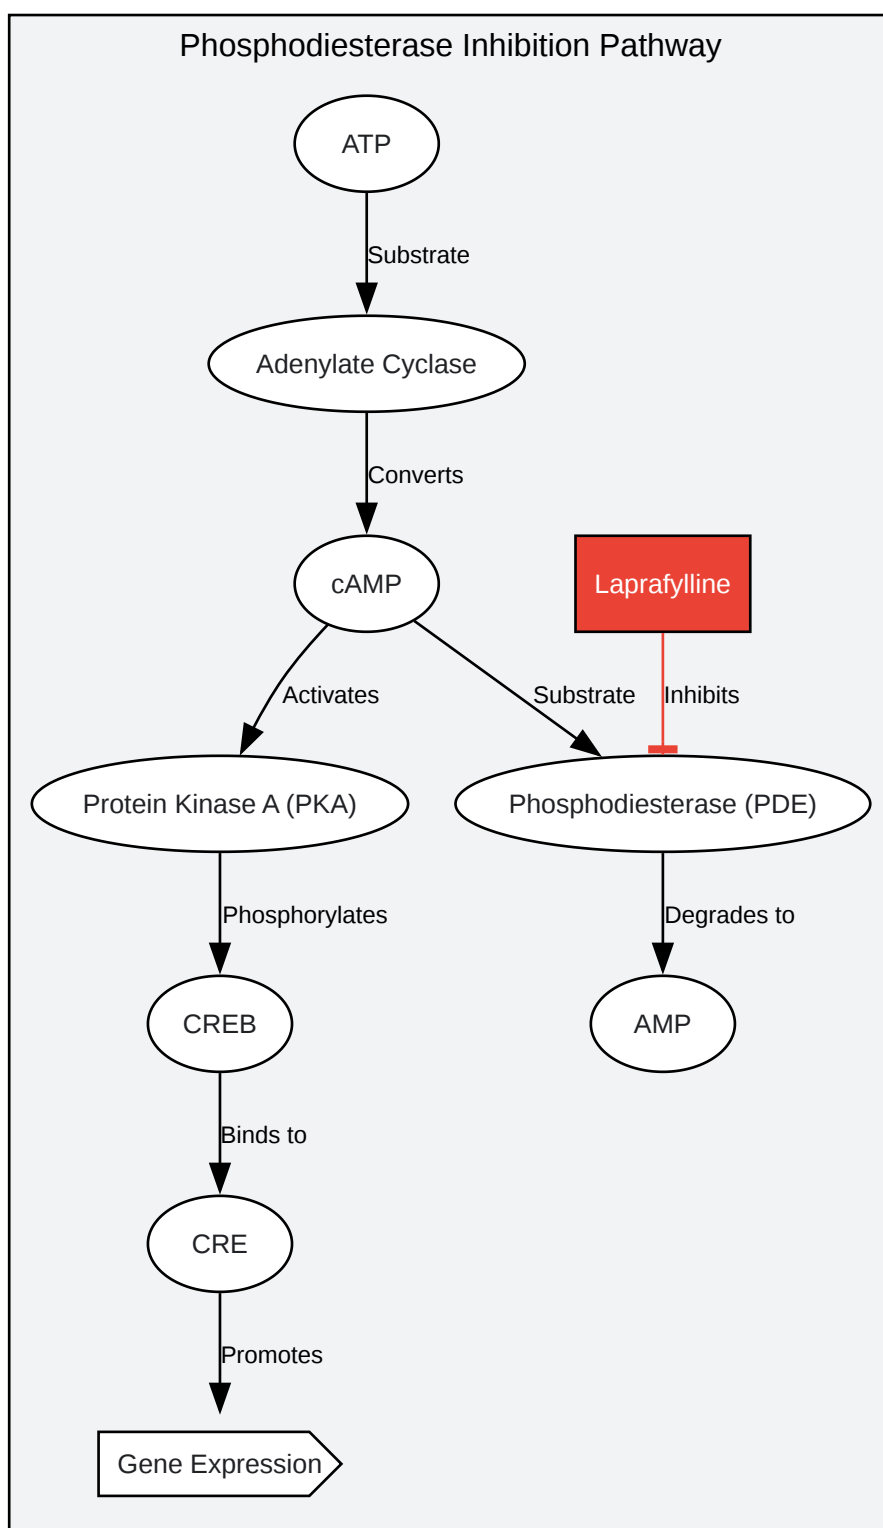 Phosphodiesterase Inhibition Pathway
ATP
Substrate
Adenylate Cyclase
Converts
cAMP
Laprafylline
Activates
Substrate
Inhibits
Protein Kinase A (PKA)
Phosphodiesterase (PDE)
Phosphorylates
Degrades to
CREB
AMP
Binds to
CRE
Promotes
Gene Expression